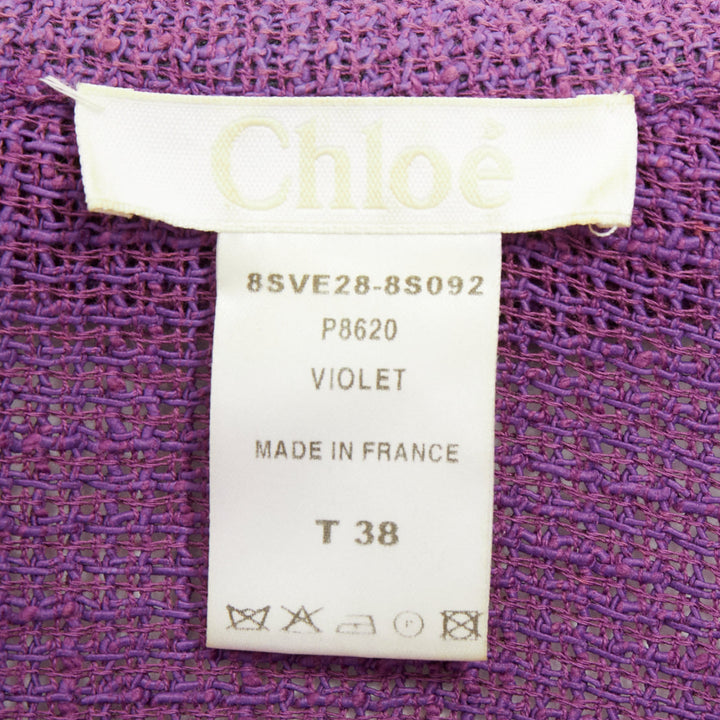 Chloé
8SVE28-8S092
P8620
VIOLET
MADE IN FRANCE
T 38
P